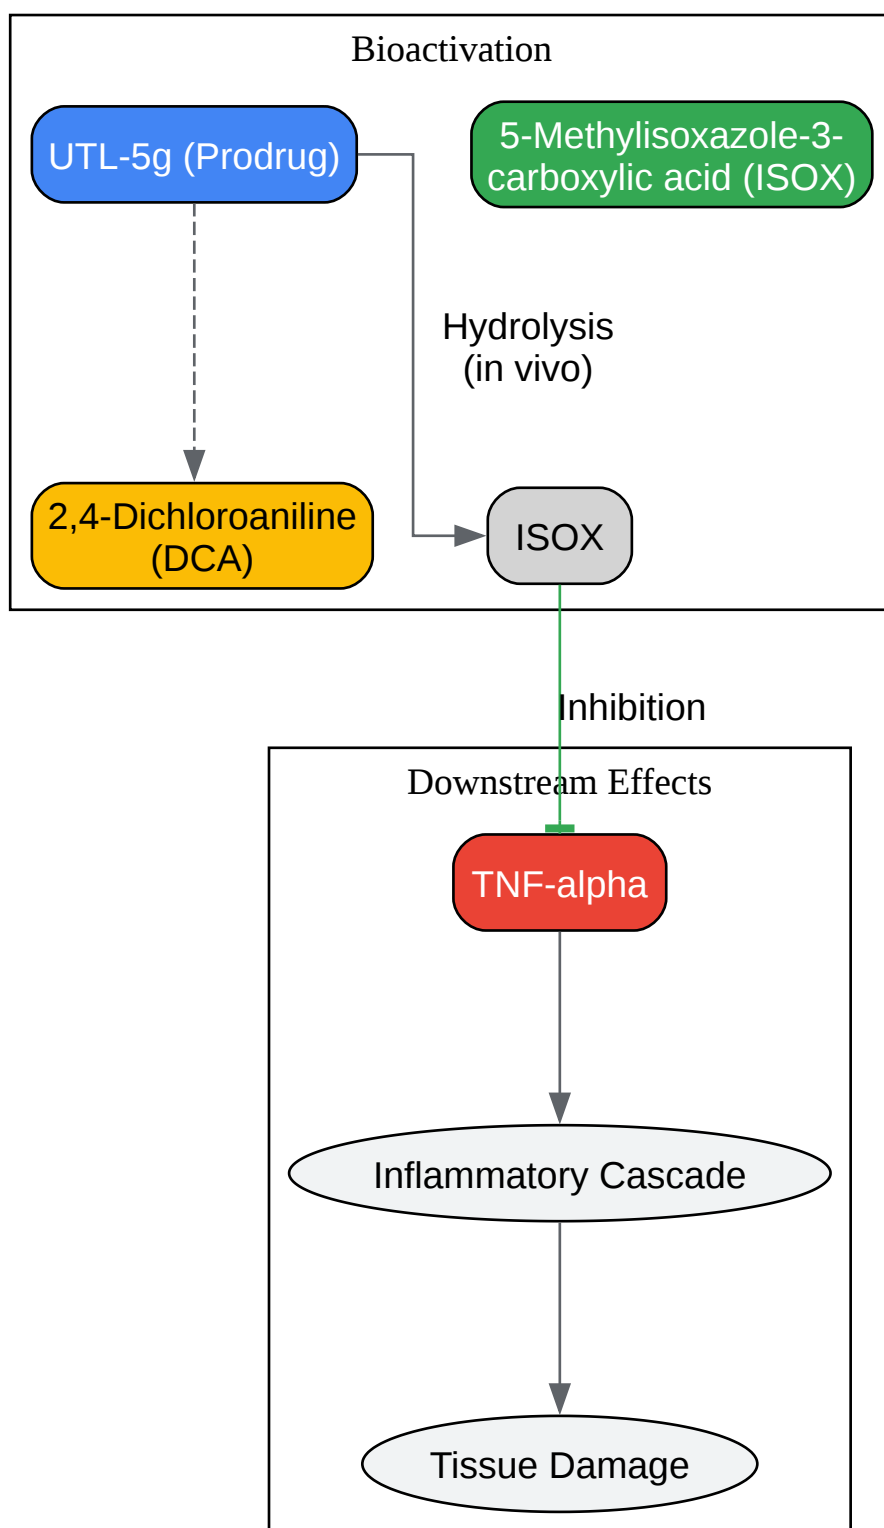 Bioactivation
UTL-5g (Prodrug)
5-Methylisoxazole-3-
carboxylic acid (ISOX)
Hydrolysis
(in vivo)
2,4-Dichloroaniline
(DCA)
ISOX
Inhibition
Downstream Effects
TNF-alpha
Inflammatory Cascade
Tissue Damage